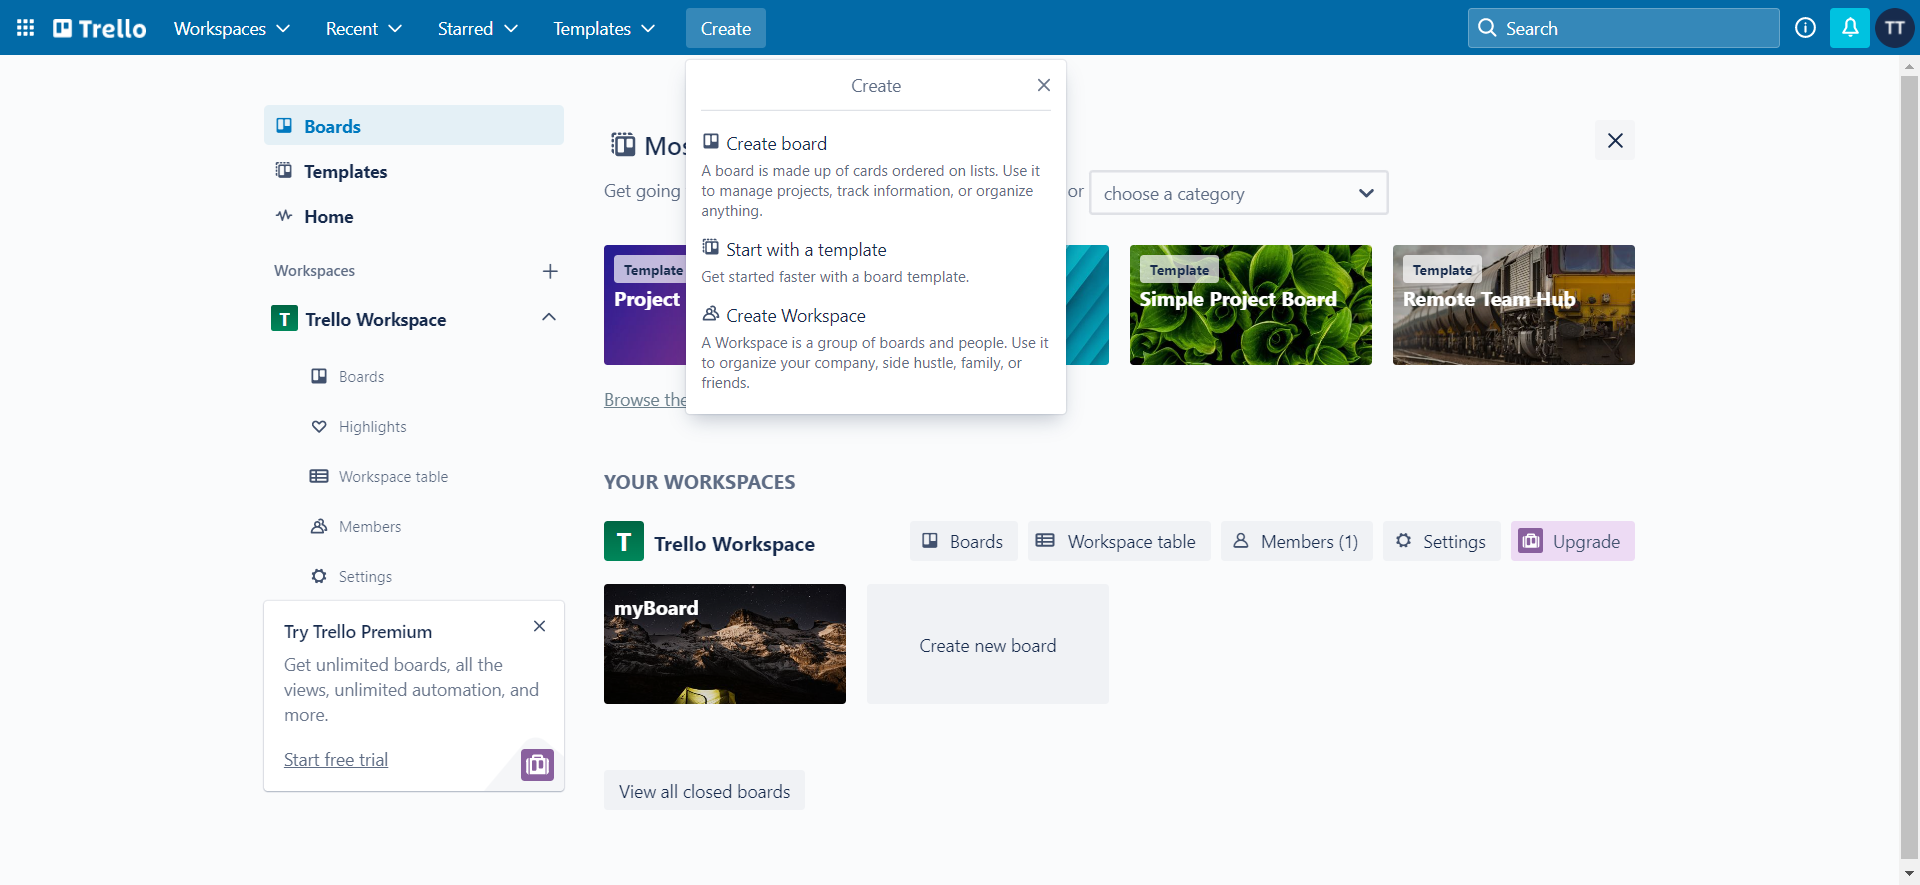 Trello
Workspaces
Recent
Starred
Templates
Create
Search
TT
Create
Create board
A board is made up of cards ordered on lists. Use it
to manage projects, track information, or organize
anything.
Start with a template
Get started faster with a board template.
Create Workspace
A Workspace is a group of boards and people. Use it
to organize your company, side hustle, family, or
friends.
Boards
Templates
Home
Workspaces
T Trello Workspace
Boards
Highlights
Workspace table
Members
Settings
Try Trello Premium
Get unlimited boards, all the
views, unlimited automation, and
more.
Start free trial
Get going
or
choose a category
Template
Project
Template
Simple Project Board
Template
Remote Team Hub
Browse the
YOUR WORKSPACES
T Trello Workspace
Boards
Workspace table
Members (1)
Settings
Upgrade
myBoard
Create new board
View all closed boards